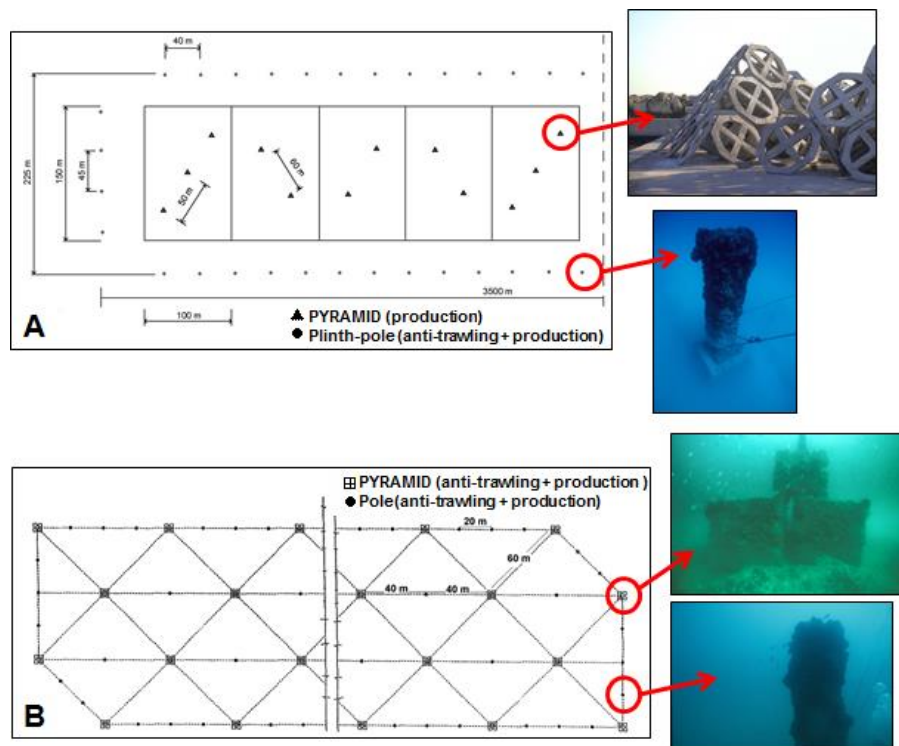 40 m
225 m
150 m
45 m
50 m
60 m
3500 m
100 m
A
▲ PYRAMID (production)
● Plinth-pole (anti-trawling + production)
⊞ PYRAMID (anti-trawling + production )
● Pole (anti-trawling + production)
20 m
60 m
40 m 40 m
B